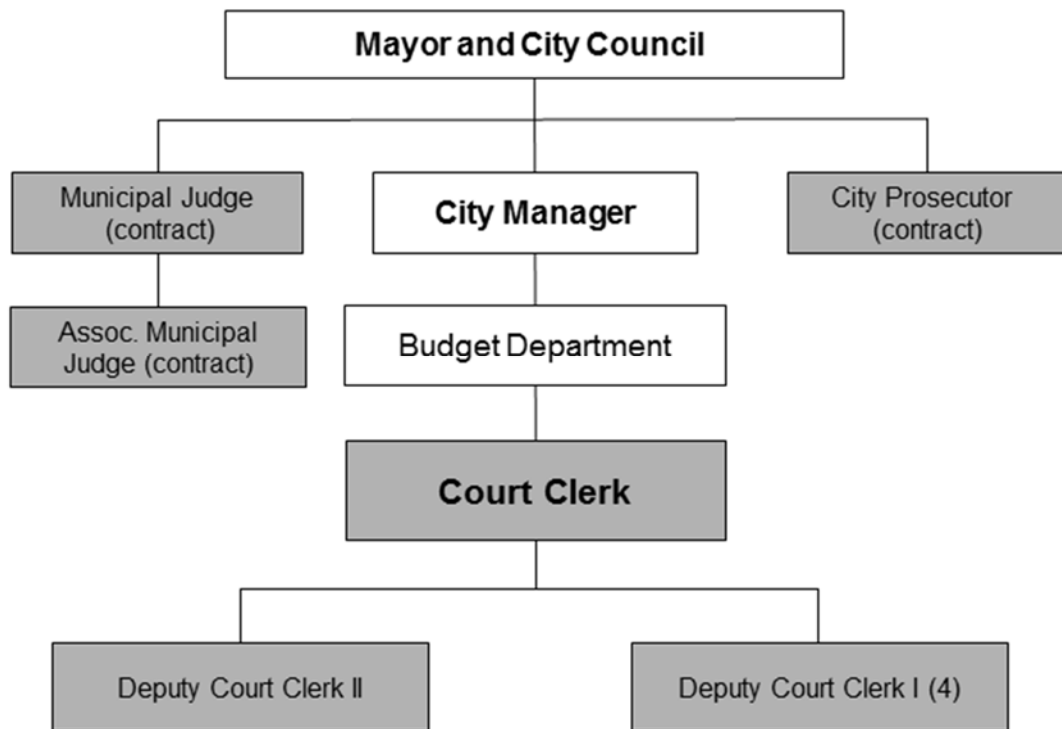 Mayor and City Council
Municipal Judge
(contract)
City Manager
City Prosecutor
(contract)
Assoc. Municipal
Judge (contract)
Budget Department
Court Clerk
Deputy Court Clerk II
Deputy Court Clerk I (4)